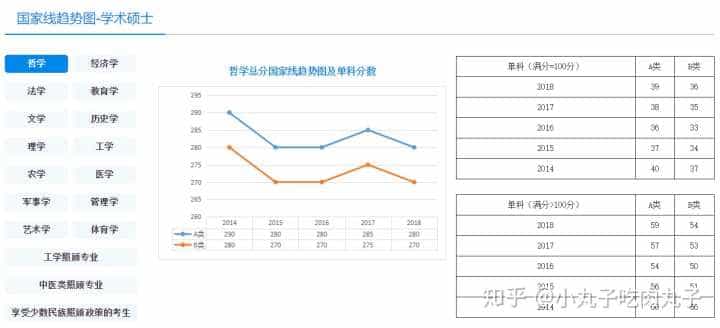 国家线趋势图-学术硕士
哲学 经济学
法学 教育学
文学 历史学
理学 工学
农学 医学
军事学 管理学
艺术学 体育学
工学照顾专业
中医类照顾专业
享受少数民族照顾政策的考生
哲学总分国家线趋势图及单科分数
295
290
285
280
275
270
265
260
2014 2015 2016 2017 2018
A类 290 280 280 285 280
B类 280 270 270 275 270
单科（满分=100分） A类 B类
2018 39 36
2017 38 35
2016 36 33
2015 37 34
2014 40 37
单科（满分>100分） A类 B类
2018 59 54
2017 57 53
2016 54 50
2015 56 51
2014
知乎 @小丸子吃肉丸子